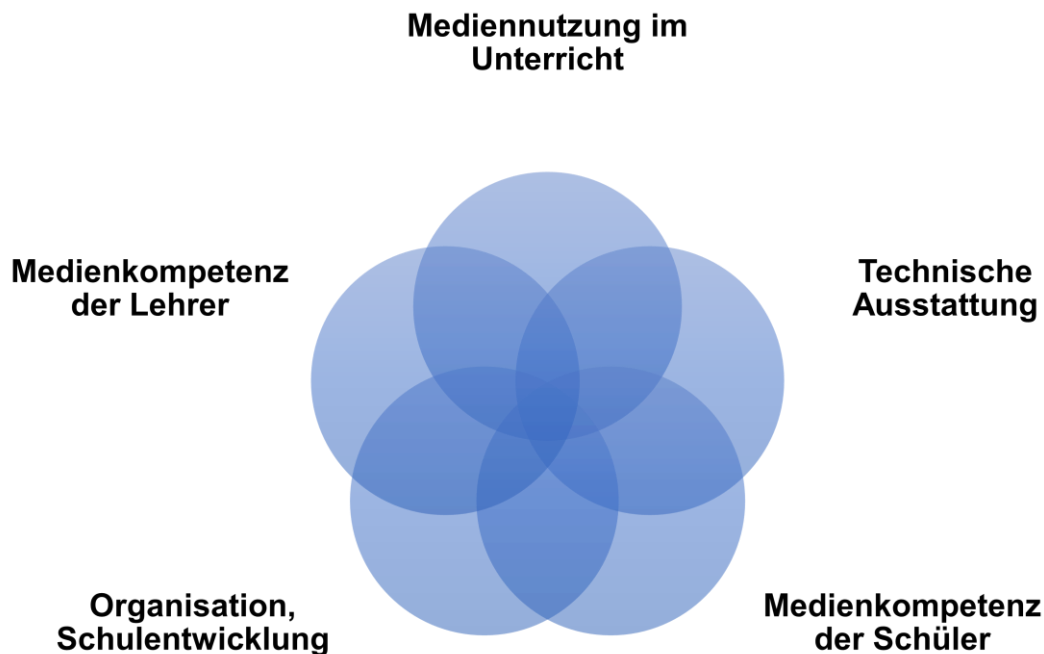 Mediennutzung im
Unterricht
Medienkompetenz
der Lehrer
Technische
Ausstattung
Organisation,
Schulentwicklung
Medienkompetenz
der Schüler